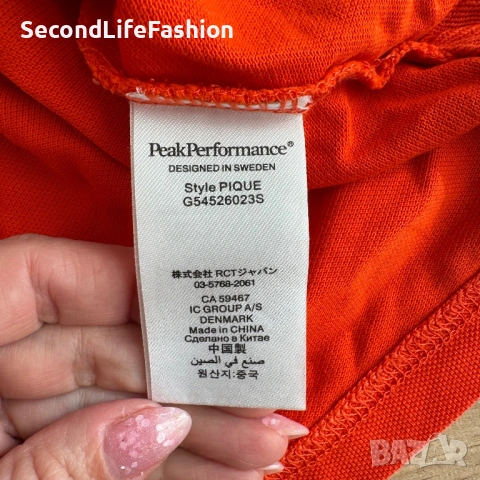 SecondLifeFashion
PeakPerformance®
DESIGNED IN SWEDEN
Style PIQUE
G54526023S
株式会社 RCTジャパン
03-5768-2061
CA 59467
IC GROUP A/S
DENMARK
Made in CHINA
Сделано в Китае
中国製
صنع في الصين
원산지:중국
BAZAR